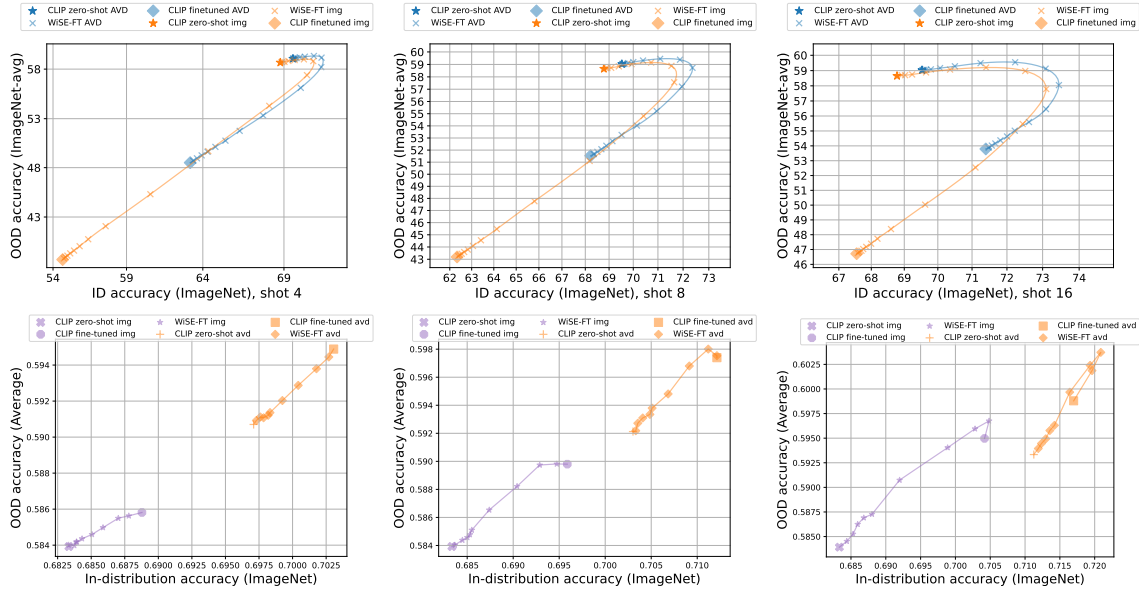 CLIP zero-shot AVD CLIP finetuned AVD WiSE-FT img
WiSE-FT AVD CLIP zero-shot img CLIP finetuned img
58
53
48
43
54 59 64 69
OOD accuracy (ImageNet-avg)
ID accuracy (ImageNet), shot 4
CLIP zero-shot AVD CLIP finetuned AVD WiSE-FT img
WiSE-FT AVD CLIP zero-shot img CLIP finetuned img
60
59
58
57
56
55
54
53
52
51
50
49
48
47
46
45
44
43
62 63 64 65 66 67 68 69 70 71 72 73
OOD accuracy (ImageNet-avg)
ID accuracy (ImageNet), shot 8
CLIP zero-shot AVD CLIP finetuned AVD WiSE-FT img
WiSE-FT AVD CLIP zero-shot img CLIP finetuned img
60
59
58
57
56
55
54
53
52
51
50
49
48
47
46
67 68 69 70 71 72 73 74
OOD accuracy (ImageNet-avg)
ID accuracy (ImageNet), shot 16
CLIP zero-shot img WiSE-FT img CLIP fine-tuned avd
CLIP fine-tuned img CLIP zero-shot avd WiSE-FT avd
0.594
0.592
0.590
0.588
0.586
0.584
0.6825 0.6850 0.6875 0.6900 0.6925 0.6950 0.6975 0.7000 0.7025
OOD accuracy (Average)
In-distribution accuracy (ImageNet)
CLIP zero-shot img WiSE-FT img CLIP fine-tuned avd
CLIP fine-tuned img CLIP zero-shot avd WiSE-FT avd
0.598
0.596
0.594
0.592
0.590
0.588
0.586
0.584
0.685 0.690 0.695 0.700 0.705 0.710
OOD accuracy (Average)
In-distribution accuracy (ImageNet)
CLIP zero-shot img WiSE-FT img CLIP fine-tuned avd
CLIP fine-tuned img CLIP zero-shot avd WiSE-FT avd
0.6025
0.6000
0.5975
0.5950
0.5925
0.5900
0.5875
0.5850
0.685 0.690 0.695 0.700 0.705 0.710 0.715 0.720
OOD accuracy (Average)
In-distribution accuracy (ImageNet)